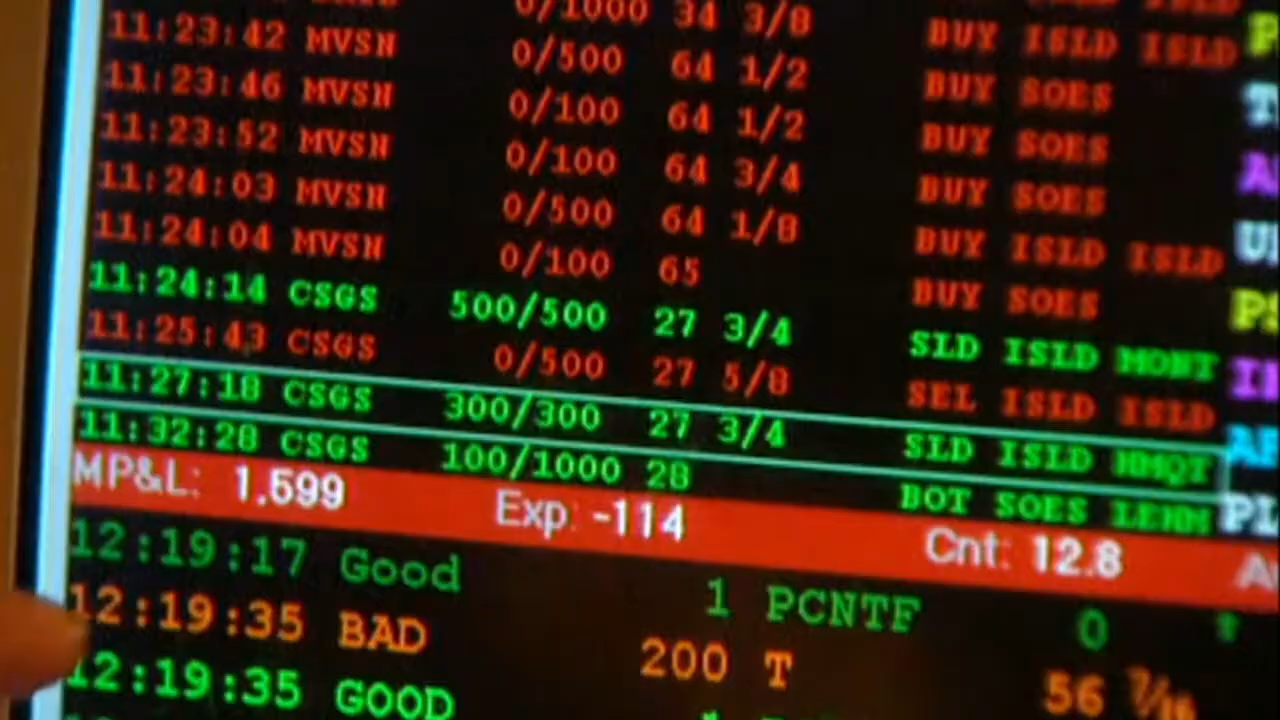 0/1000 34 3/8 BUY ISLD ISLD
11:23:42 MVSN 0/500 64 1/2 BUY SOES
11:23:46 MVSN 0/100 64 1/2 BUY SOES
11:23:52 MVSN 0/100 64 3/4 BUY SOES
11:24:03 MVSN 0/500 64 1/8 BUY ISLD ISLD
11:24:04 MVSN 0/100 65 BUY SOES
11:24:14 CSGS 500/500 27 3/4 SLD ISLD MONT
11:25:43 CSGS 0/500 27 5/8 SEL ISLD ISLD
11:27:18 CSGS 300/300 27 3/4 SLD ISLD HMQT
11:32:28 CSGS 100/1000 28 BOT SOES LEHM
MP&L: 1,599 Exp: -114 Cnt: 12.8
12:19:17 Good 1 PCNTF 0
12:19:35 BAD 200 T 56 7/16
12:19:35 GOOD